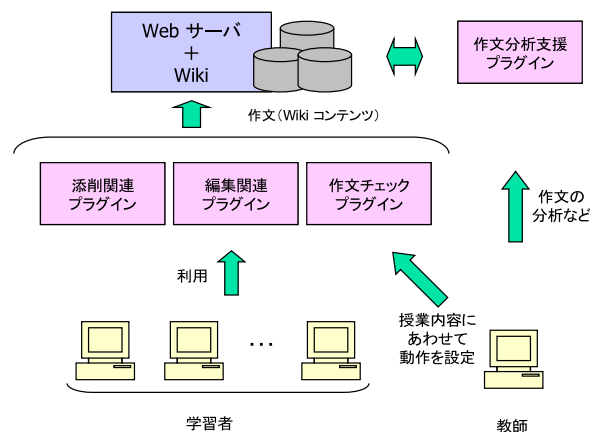 Web サーバ
＋
Wiki
作文分析支援
プラグイン
作文（Wiki コンテンツ）
添削関連
プラグイン
編集関連
プラグイン
作文チェック
プラグイン
作文の
分析など
利用
授業内容に
あわせて
動作を設定
…
学習者
教師